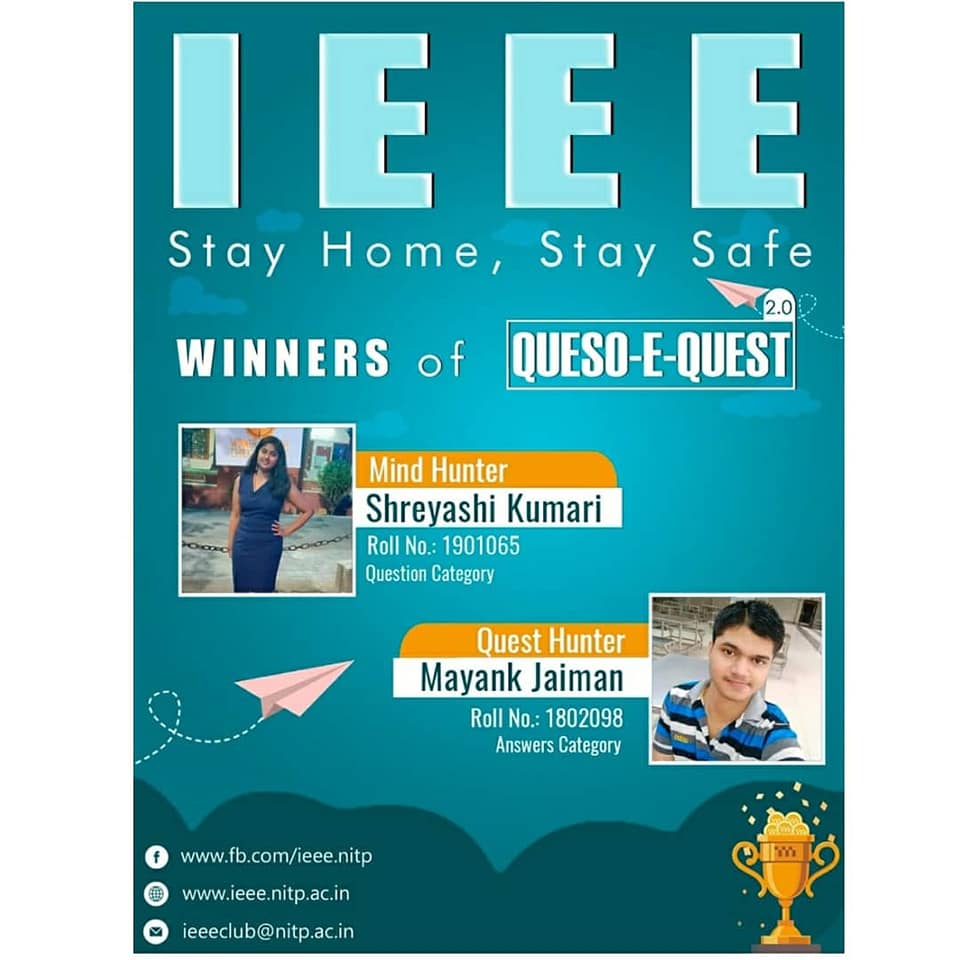 IEEE
Stay Home, Stay Safe
2.0
WINNERS of QUESO-E-QUEST
Mind Hunter
Shreyashi Kumari
Roll No.: 1901065
Question Category
Quest Hunter
Mayank Jaiman
Roll No.: 1802098
Answers Category
www.fb.com/ieee.nitp
www.ieee.nitp.ac.in
ieeeclub@nitp.ac.in